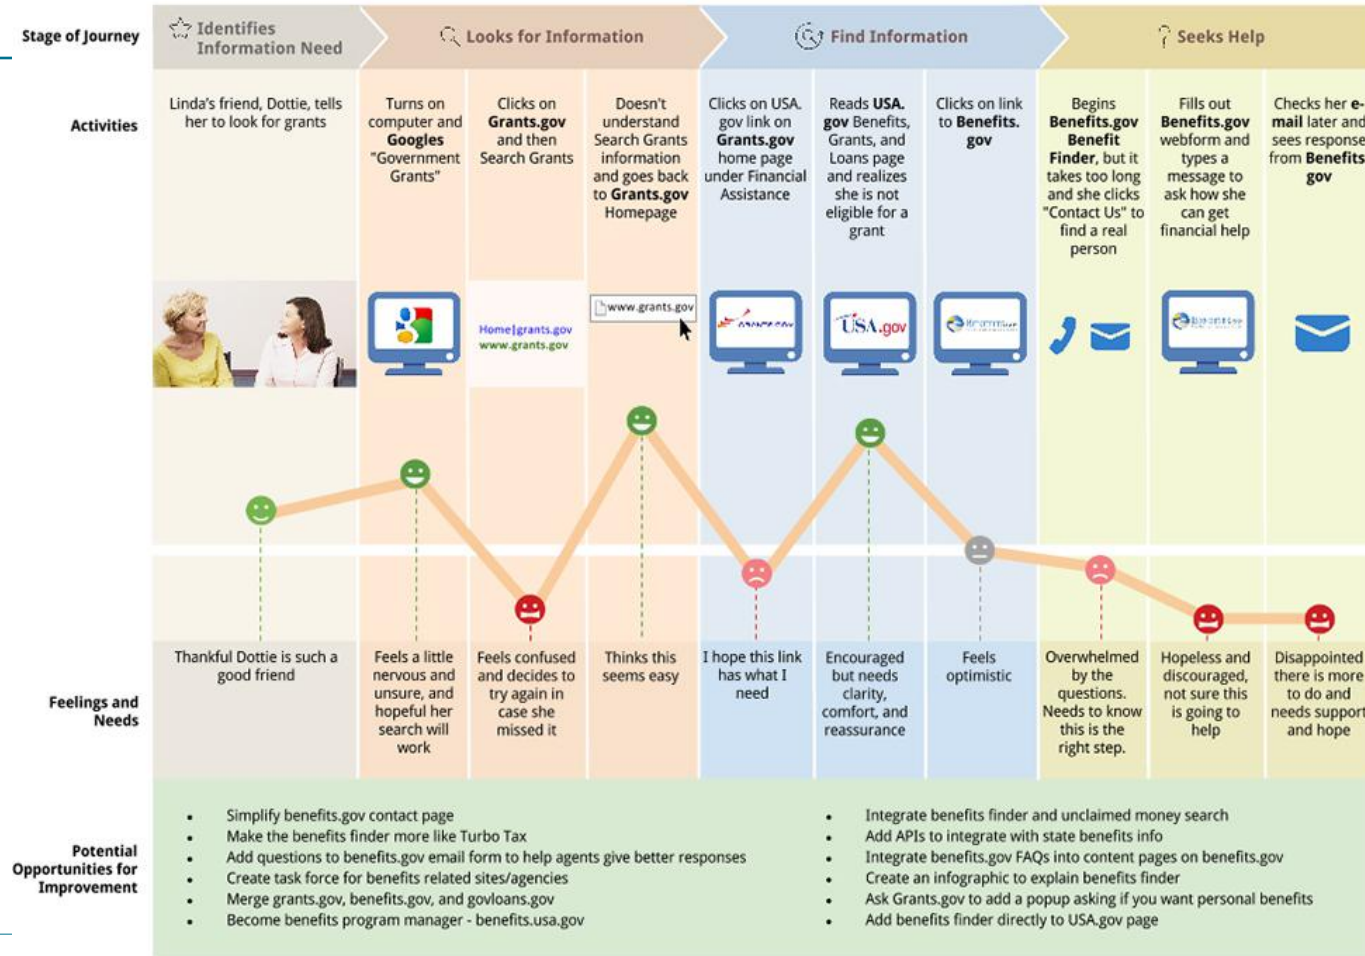 Stage of Journey
Identifies
Information Need
Looks for Information
Find Information
Seeks Help
Activities
Linda's friend, Dottie, tells
her to look for grants
Turns on
computer and
Googles
"Government
Grants"
Clicks on
Grants.gov
and then
Search Grants
Doesn't
understand
Search Grants
information
and goes back
to Grants.gov
Homepage
Clicks on USA.
gov link on
Grants.gov
home page
under Financial
Assistance
Reads USA.
gov Benefits,
Grants, and
Loans page
and realizes
she is not
eligible for a
grant
Clicks on link
to Benefits.
gov
Begins
Benefits.gov
Benefit
Finder, but it
takes too long
and she clicks
"Contact Us" to
find a real
person
Fills out
Benefits.gov
webform and
types a
message to
ask how she
can get
financial help
Checks her e-
mail later and
sees response
from Benefits.
gov
Home|grants.gov
www.grants.gov
www.grants.gov
GRANTS.GOV
USA.gov
Feelings and
Needs
Thankful Dottie is such a
good friend
Feels a little
nervous and
unsure, and
hopeful her
search will
work
Feels confused
and decides to
try again in
case she
missed it
Thinks this
seems easy
I hope this link
has what I
need
Encouraged
but needs
clarity,
comfort, and
reassurance
Feels
optimistic
Overwhelmed
by the
questions.
Needs to know
this is the
right step.
Hopeless and
discouraged,
not sure this
is going to
help
Disappointed
there is more
to do and
needs support
and hope
Potential
Opportunities for
Improvement
• Simplify benefits.gov contact page
• Make the benefits finder more like Turbo Tax
• Add questions to benefits.gov email form to help agents give better responses
• Create task force for benefits related sites/agencies
• Merge grants.gov, benefits.gov, and govloans.gov
• Become benefits program manager - benefits.usa.gov
• Integrate benefits finder and unclaimed money search
• Add APIs to integrate with state benefits info
• Integrate benefits.gov FAQs into content pages on benefits.gov
• Create an infographic to explain benefits finder
• Ask Grants.gov to add a popup asking if you want personal benefits
• Add benefits finder directly to USA.gov page